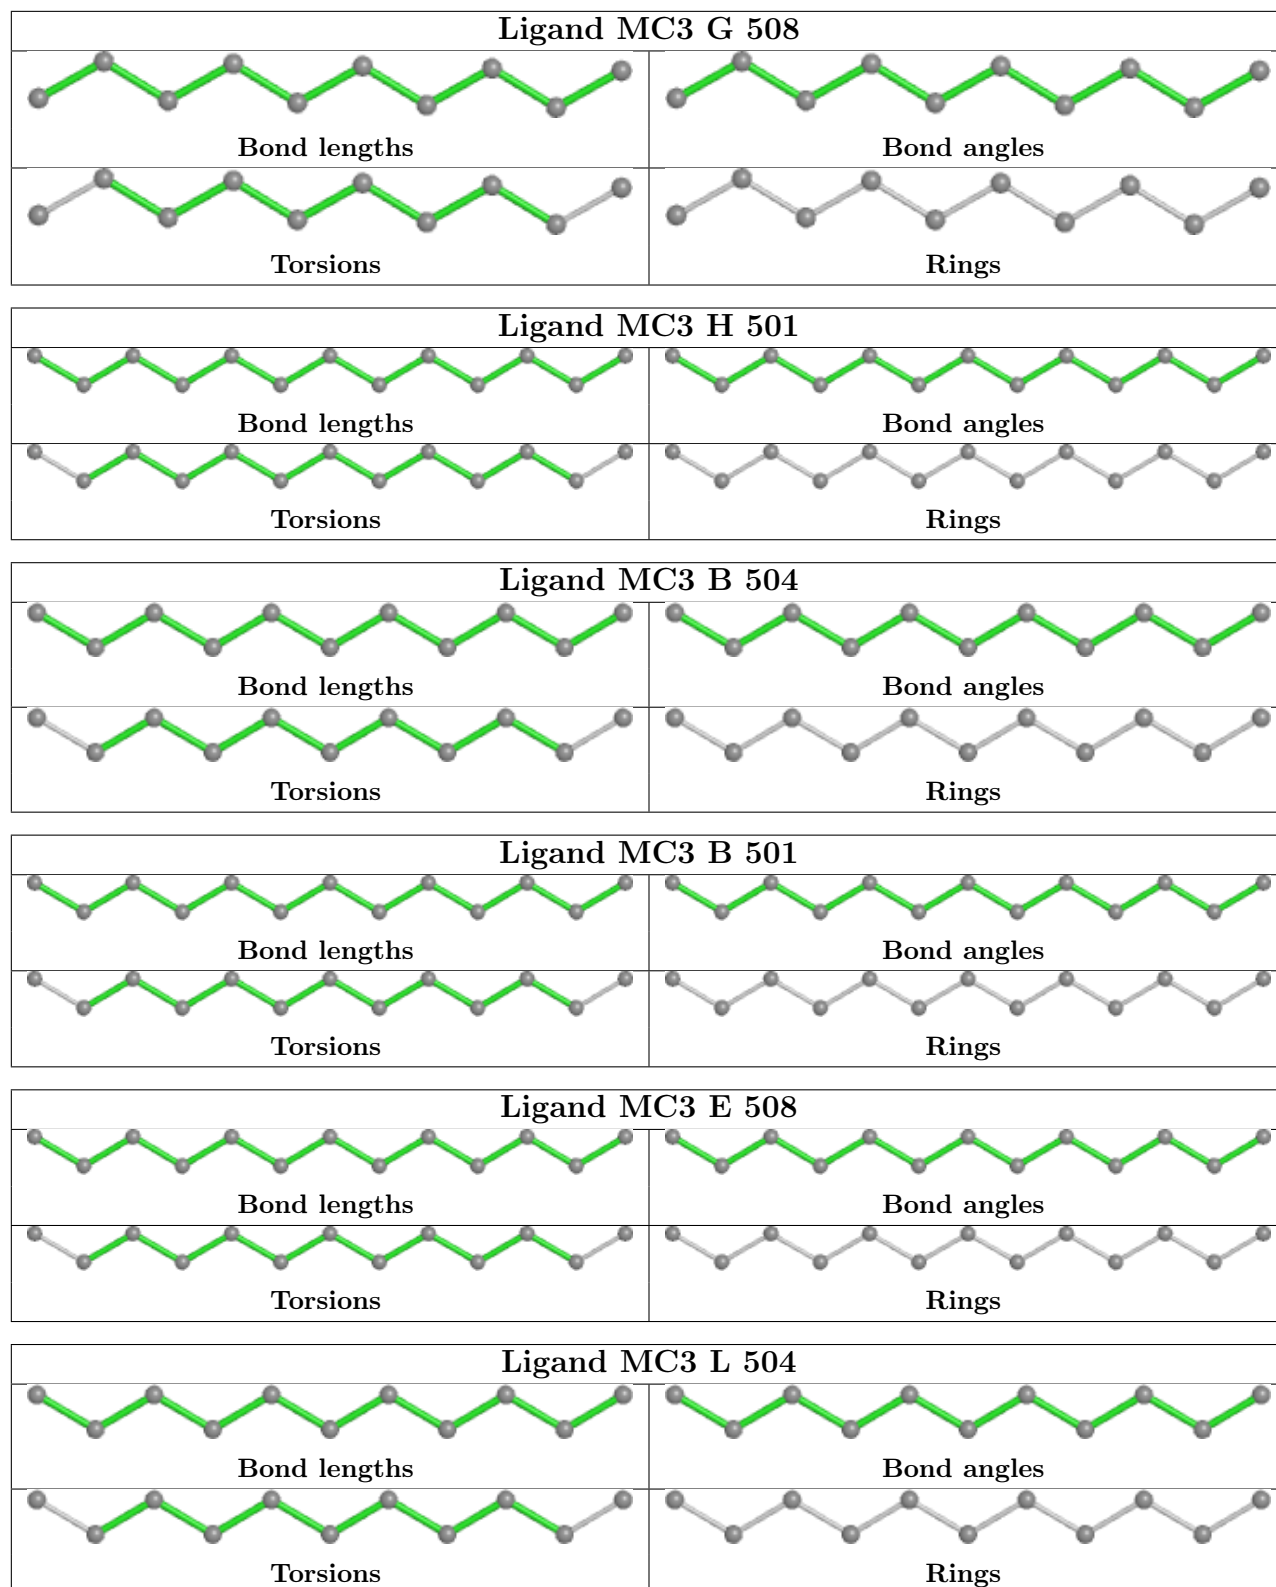 Ligand MC3 G 508
Bond lengths Bond angles
Torsions Rings
Ligand MC3 H 501
Bond lengths Bond angles
Torsions Rings
Ligand MC3 B 504
Bond lengths Bond angles
Torsions Rings
Ligand MC3 B 501
Bond lengths Bond angles
Torsions Rings
Ligand MC3 E 508
Bond lengths Bond angles
Torsions Rings
Ligand MC3 L 504
Bond lengths Bond angles
Torsions Rings